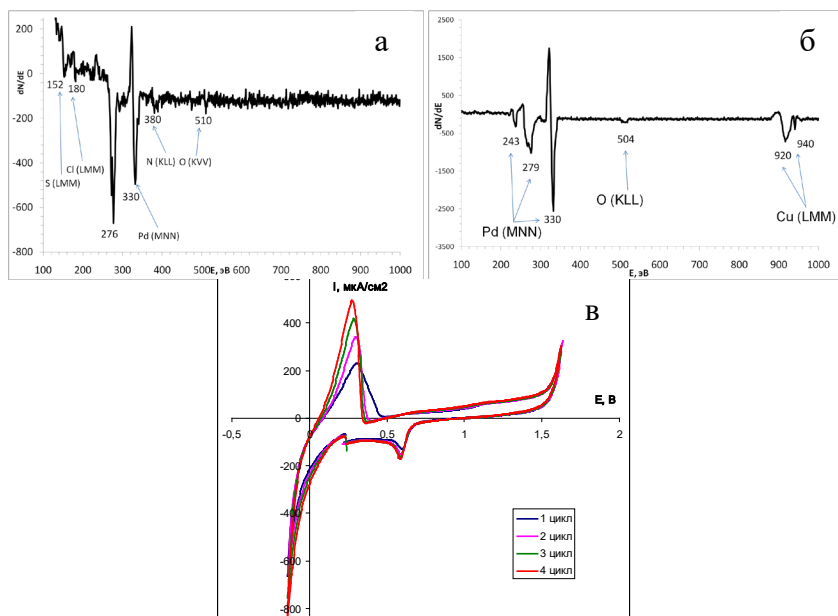 а
dN/dE
200
0
-200
-400
-600
-800
152
180
Cl (LMM)
S (LMM)
276
330
Pd (MNN)
380
N (KLL)
510
O (KVV)
100
200
300
400
500
600
700
800
900
1000
E, эВ
б
dN/dE
2500
1500
500
-500
-1500
-2500
-3500
243
279
330
Pd (MNN)
504
O (KLL)
920
940
Cu (LMM)
100
200
300
400
500
600
700
800
900
1000
E, эВ
в
I, мкА/см2
400
200
0
-200
-400
-600
-800
E, В
-0,5
0
0,5
1
1,5
2
1 цикл
2 цикл
3 цикл
4 цикл